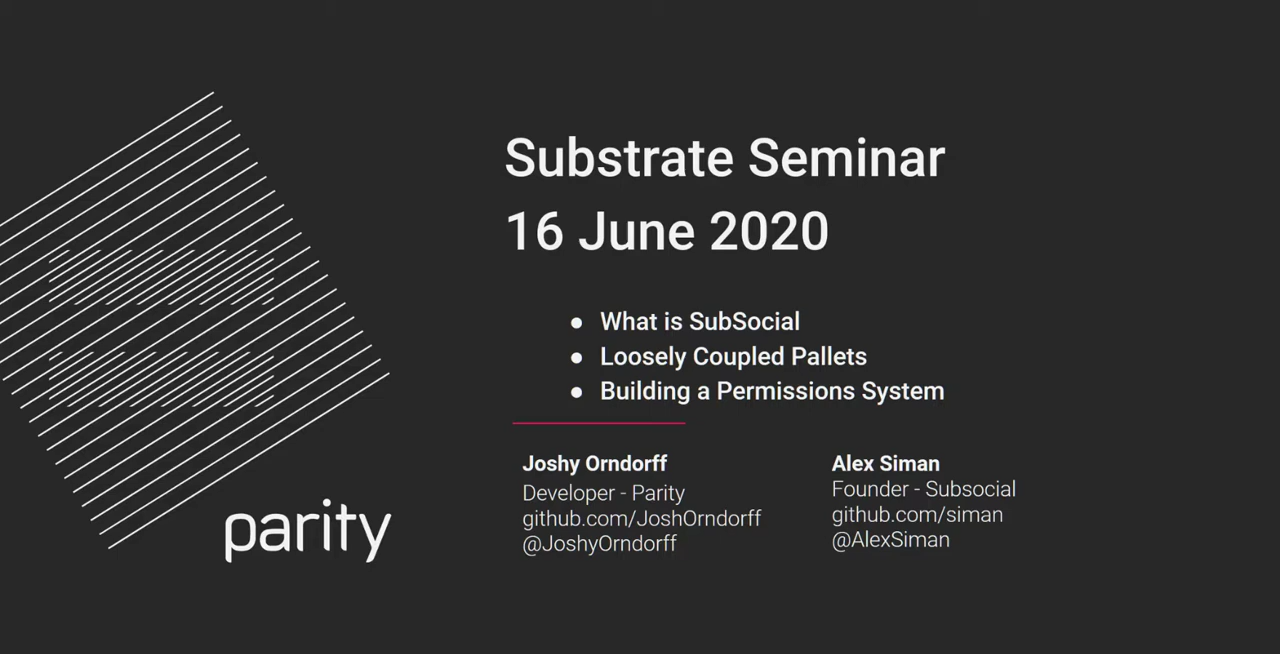 Substrate Seminar
16 June 2020
● What is SubSocial
● Loosely Coupled Pallets
● Building a Permissions System
Joshy Orndorff
Developer - Parity
github.com/JoshOrndorff
@JoshyOrndorff
Alex Siman
Founder - Subsocial
github.com/siman
@AlexSiman
parity